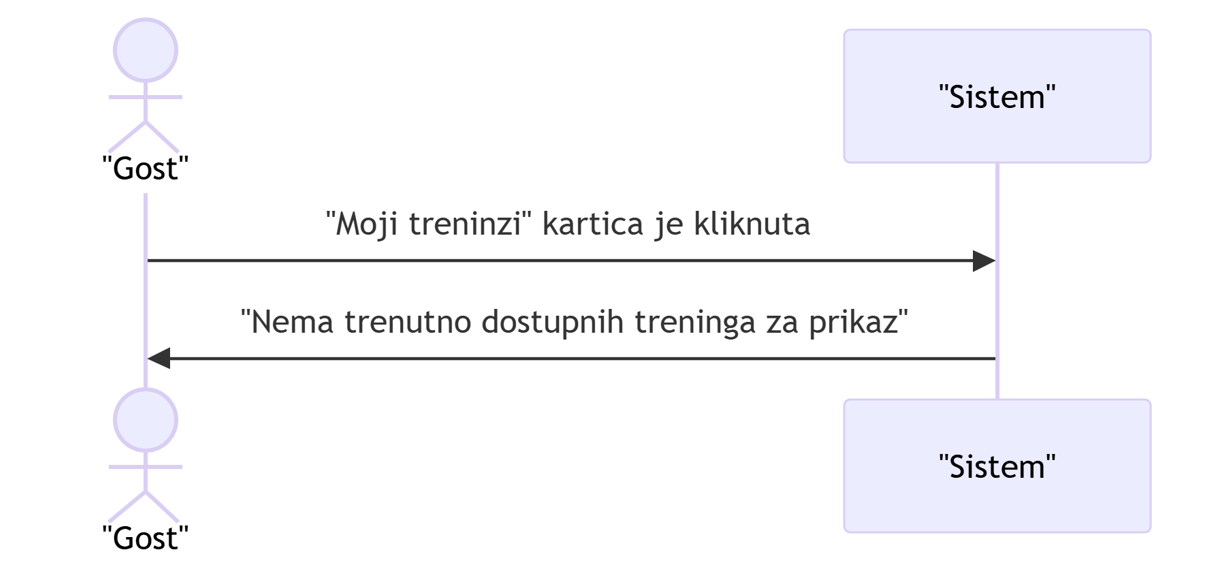 "Gost"
"Sistem"
"Moji treninzi" kartica je kliknuta
"Nema trenutno dostupnih treninga za prikaz"
"Gost"
"Sistem"